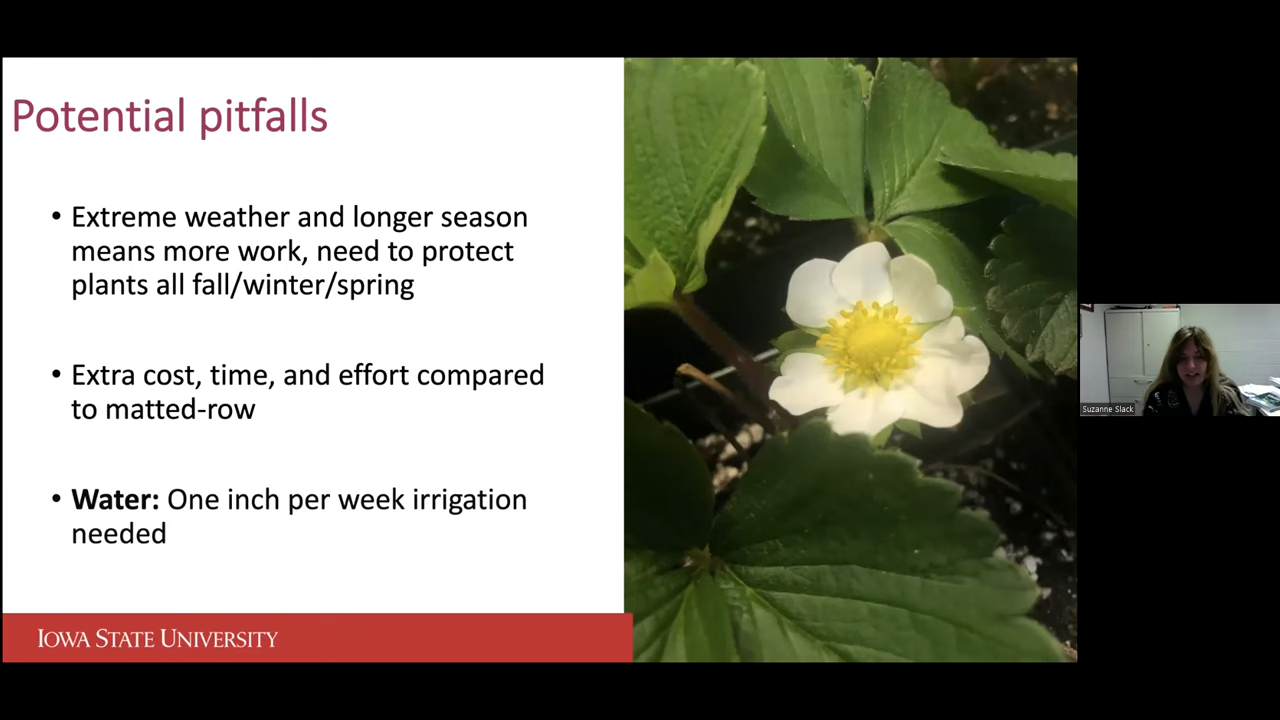 Potential pitfalls
• Extreme weather and longer season
means more work, need to protect
plants all fall/winter/spring
• Extra cost, time, and effort compared
to matted-row
• Water: One inch per week irrigation
needed
IOWA STATE UNIVERSITY
Suzanne Slack